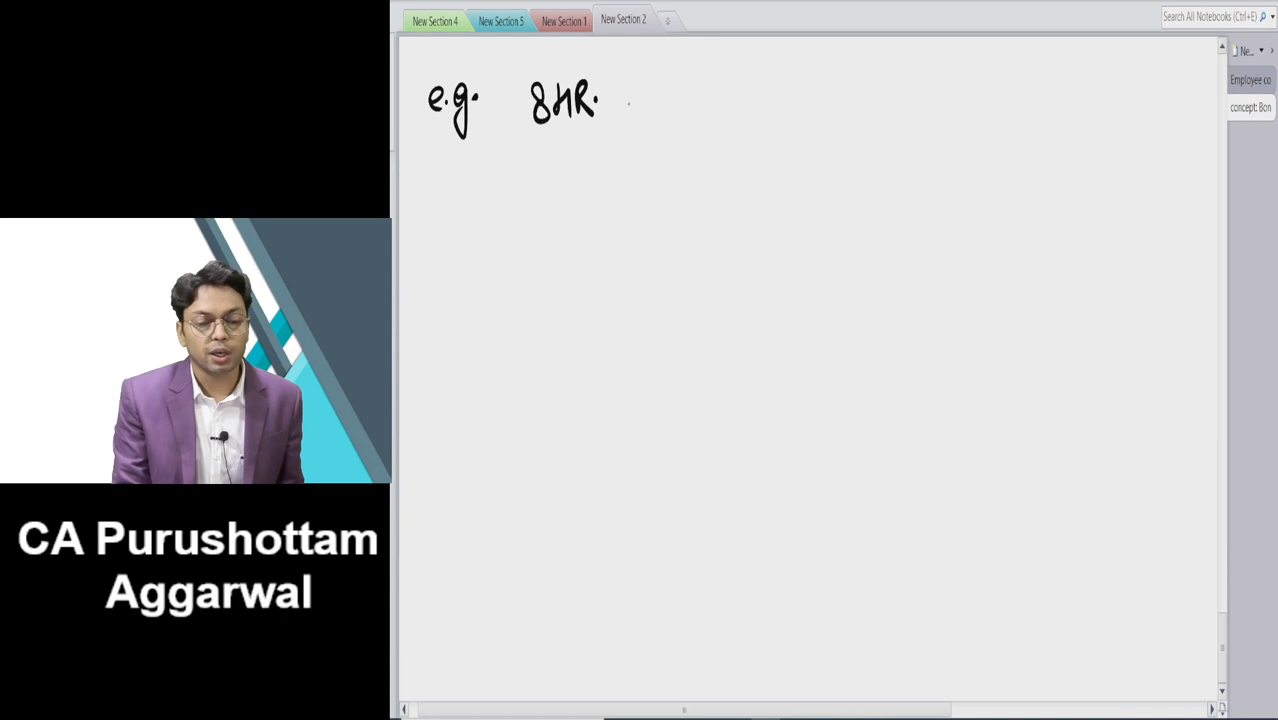 New Section 4
New Section 5
New Section 1
New Section 2
Search All Notebooks (Ctrl+E)
Ne...
Employee co
concept: Bon
e.g. 8HR.
CA Purushottam
Aggarwal